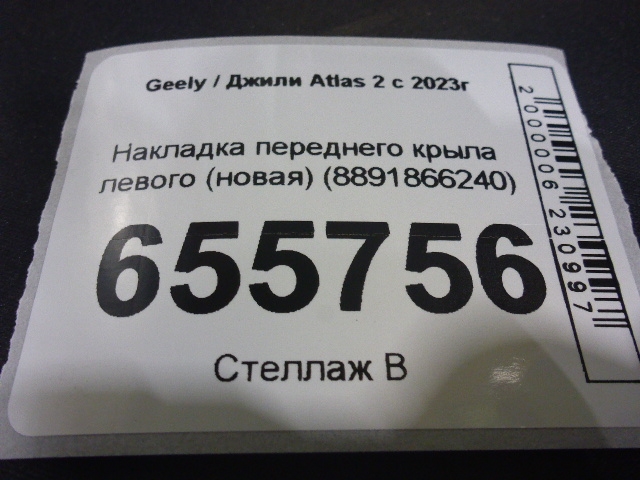 Geely / Джили Atlas 2 с 2023г
Накладка переднего крыла
левого (новая) (8891866240)
655756
Стеллаж В
2000006230997